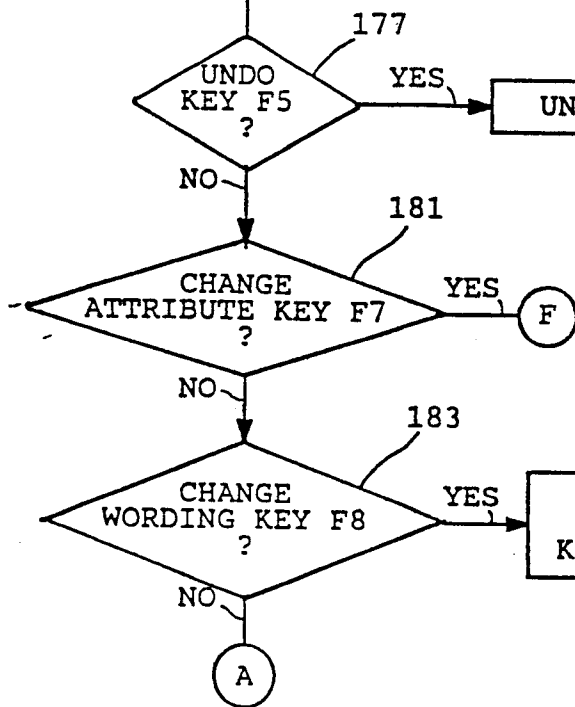 177
UNDO
KEY F5
?
YES
UN
NO
181
CHANGE
ATTRIBUTE KEY F7
?
YES
F
NO
183
CHANGE
WORDING KEY F8
?
YES
K
NO
A